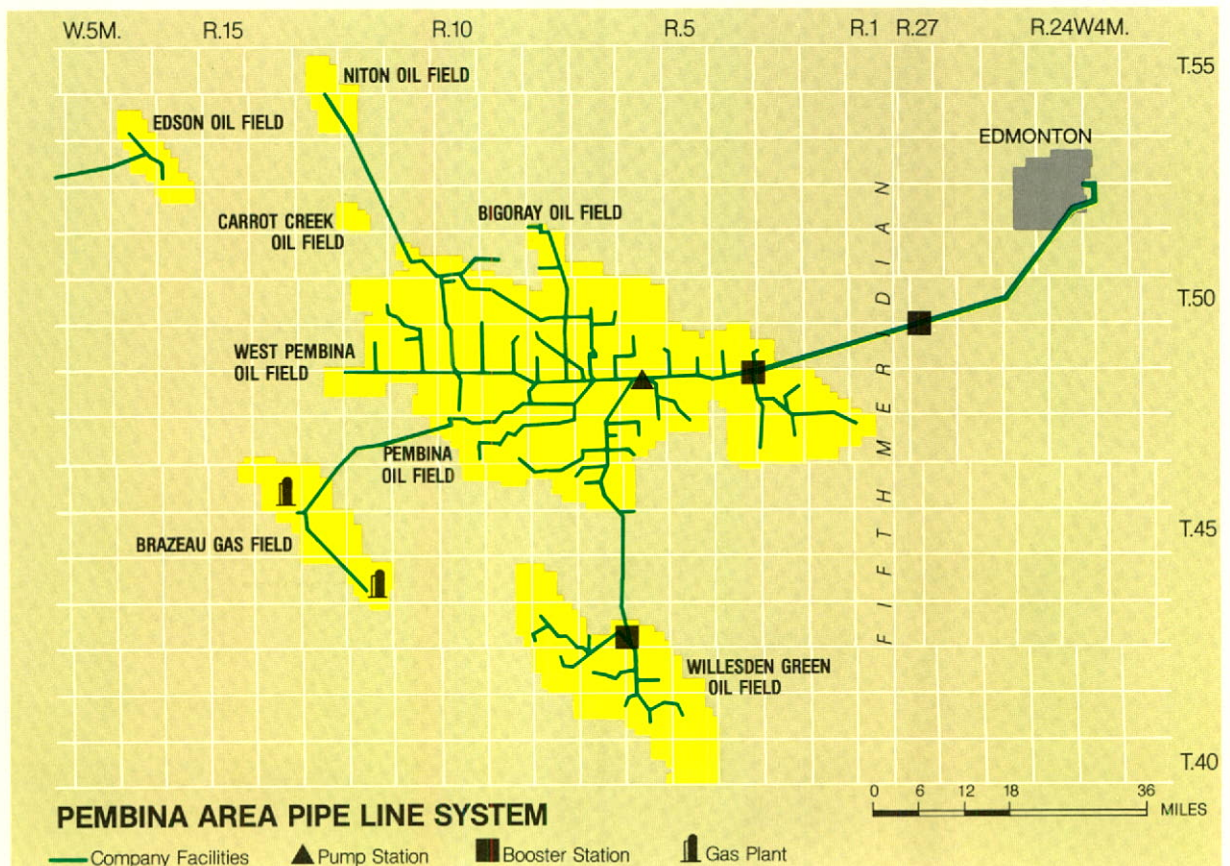 W.5M. R.15 R.10 R.5 R.1 R.27 R.24W4M.
T.55
NITON OIL FIELD
EDSON OIL FIELD
EDMONTON
CARROT CREEK
OIL FIELD
BIGORAY OIL FIELD
T.50
WEST PEMBINA
OIL FIELD
FIFTH MERIDIAN
PEMBINA
OIL FIELD
T.45
BRAZEAU GAS FIELD
WILLESDEN GREEN
OIL FIELD
T.40
0 6 12 18 36
MILES
PEMBINA AREA PIPE LINE SYSTEM
Company Facilities Pump Station Booster Station Gas Plant